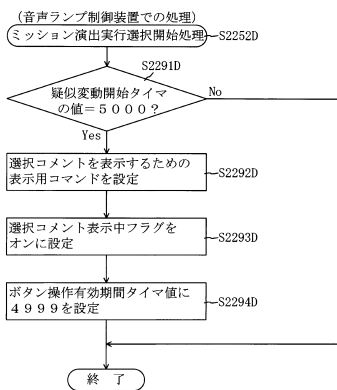 (音声ランプ制御装置での処理)
ミッション演出実行選択開始処理
S2252D
S2291D
疑似変動開始タイマ
の値＝５０００？
No
Yes
選択コメントを表示するための
表示用コマンドを設定
S2292D
選択コメント表示中フラグを
オンに設定
S2293D
ボタン操作有効期間タイマ値に
４９９９を設定
S2294D
終 了